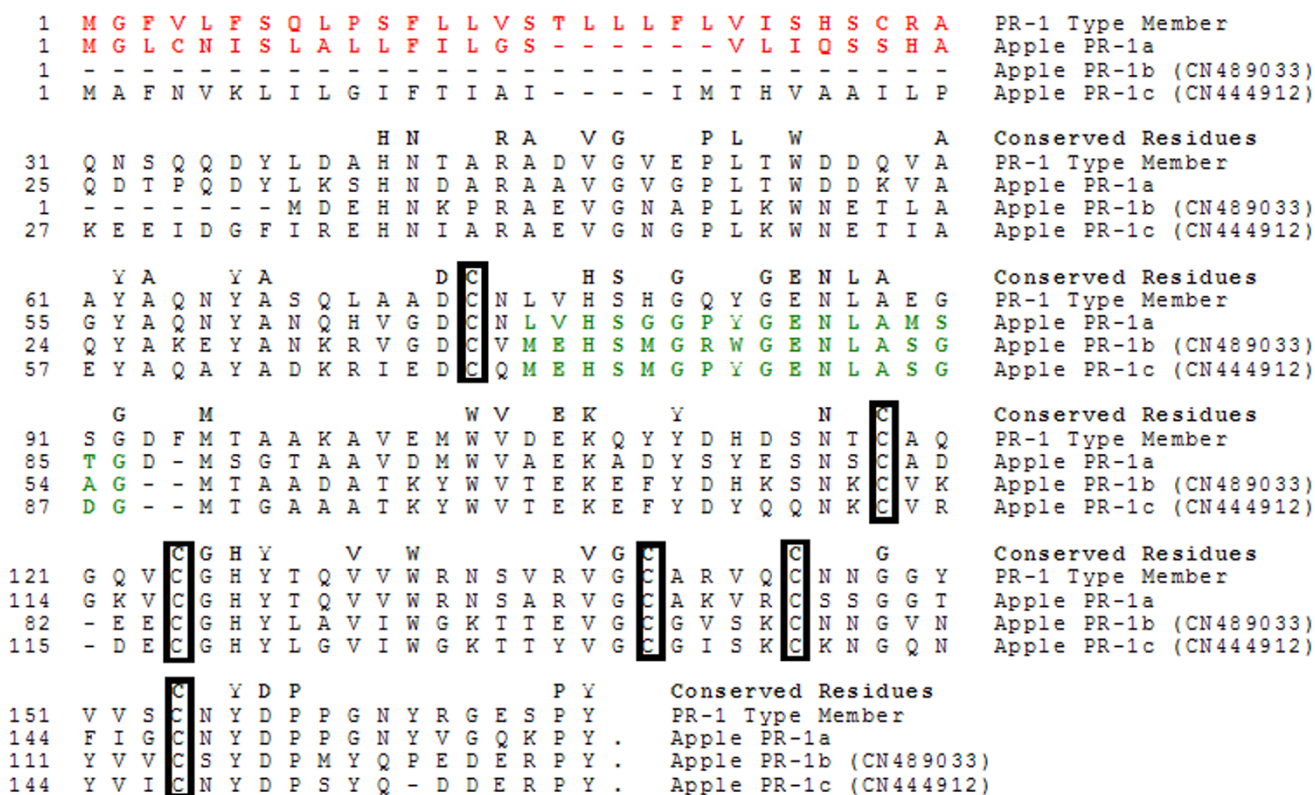 1 M G F V L F S Q L P S F L L V S T L L L F L V I S H S C R A PR-1 Type Member
1 M G L C N I S L A L L F I L G S - - - - - - V L I Q S S H A Apple PR-1a
1 - - - - - - - - - - - - - - - - - - - - - - - - - - - - - - Apple PR-1b (CN489033)
1 M A F N V K L I L G I F T I A I - - - - I M T H V A A I L P Apple PR-1c (CN444912)
H N R A V G P L W A Conserved Residues
31 Q N S Q Q D Y L D A H N T A R A D V G V E P L T W D D Q V A PR-1 Type Member
25 Q D T P Q D Y L K S H N D A R A A V G V G P L T W D D K V A Apple PR-1a
1 - - - - - - - M D E H N K P R A E V G N A P L K W N E T L A Apple PR-1b (CN489033)
27 K E E I D G F I R E H N I A R A E V G N G P L K W N E T I A Apple PR-1c (CN444912)
Y A Y A D C H S G G E N L A Conserved Residues
61 A Y A Q N Y A S Q L A A D C N L V H S H G Q Y G E N L A E G PR-1 Type Member
55 G Y A Q N Y A N Q H V G D C N L V H S G G P Y G E N L A M S Apple PR-1a
24 Q Y A K E Y A N K R V G D C V M E H S M G R W G E N L A S G Apple PR-1b (CN489033)
57 E Y A Q A Y A D K R I E D C Q M E H S M G P Y G E N L A S G Apple PR-1c (CN444912)
G M W V E K Y N C Conserved Residues
91 S G D F M T A A K A V E M W V D E K Q Y Y D H D S N T C A Q PR-1 Type Member
85 T G D - M S G T A A V D M W V A E K A D Y S Y E S N S C A D Apple PR-1a
54 A G - - M T A A D A T K Y W V T E K E F Y D H K S N K C V K Apple PR-1b (CN489033)
87 D G - - M T G A A A T K Y W V T E K E F Y D Y Q Q N K C V R Apple PR-1c (CN444912)
C G H Y V W V G C C G Conserved Residues
121 G Q V C G H Y T Q V V W R N S V R V G C A R V Q C N N G G Y PR-1 Type Member
114 G K V C G H Y T Q V V W R N S A R V G C A K V R C S S G G T Apple PR-1a
82 - E E C G H Y L A V I W G K T T E V G C G V S K C N N G V N Apple PR-1b (CN489033)
115 - D E C G H Y L G V I W G K T T Y V G C G I S K C K N G Q N Apple PR-1c (CN444912)
C Y D P P Y Conserved Residues
151 V V S C N Y D P P G N Y R G E S P Y PR-1 Type Member
144 F I G C N Y D P P G N Y V G Q K P Y . Apple PR-1a
111 Y V V C S Y D P M Y Q P E D E R P Y . Apple PR-1b (CN489033)
144 Y V I C N Y D P S Y Q - D D E R P Y . Apple PR-1c (CN444912)